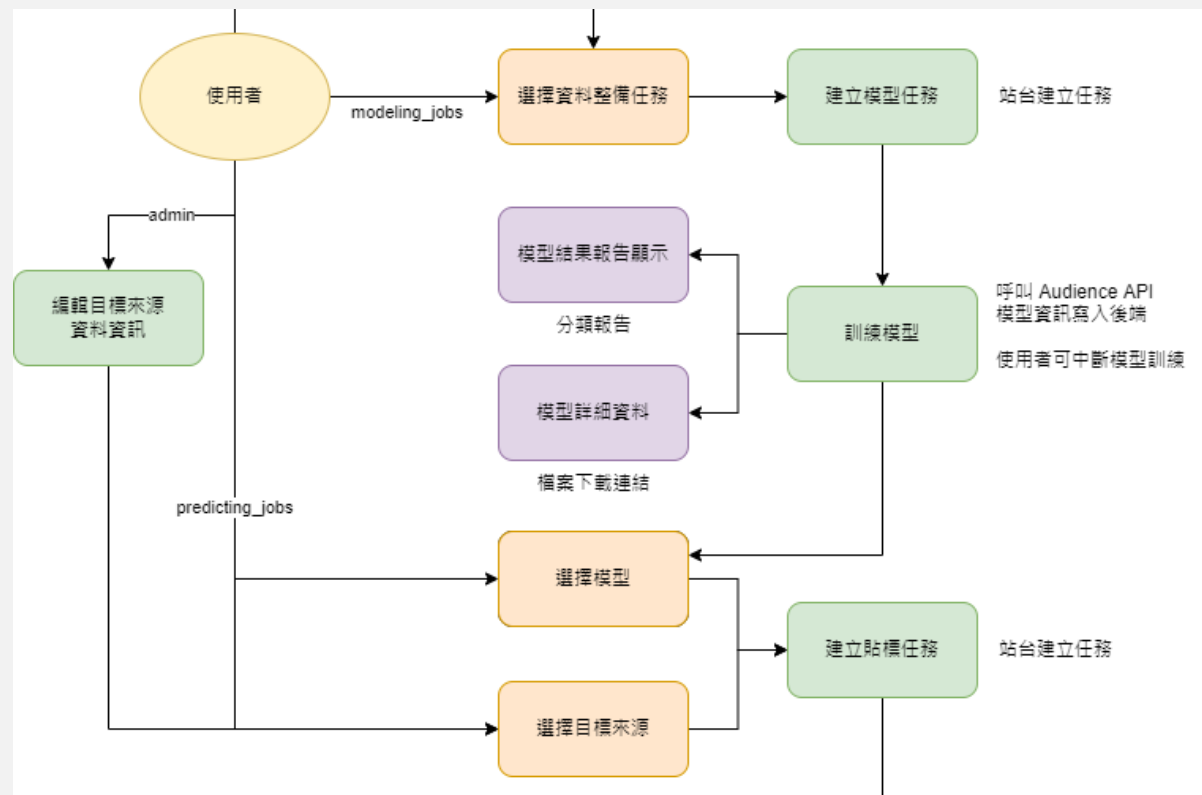 使用者
modeling_jobs
選擇資料整備任務
建立模型任務
站台建立任務
admin
編輯目標來源
資料資訊
模型結果報告顯示
分類報告
訓練模型
呼叫 Audience API
模型資訊寫入後端
使用者可中斷模型訓練
模型詳細資料
檔案下載連結
predicting_jobs
選擇模型
建立貼標任務
站台建立任務
選擇目標來源